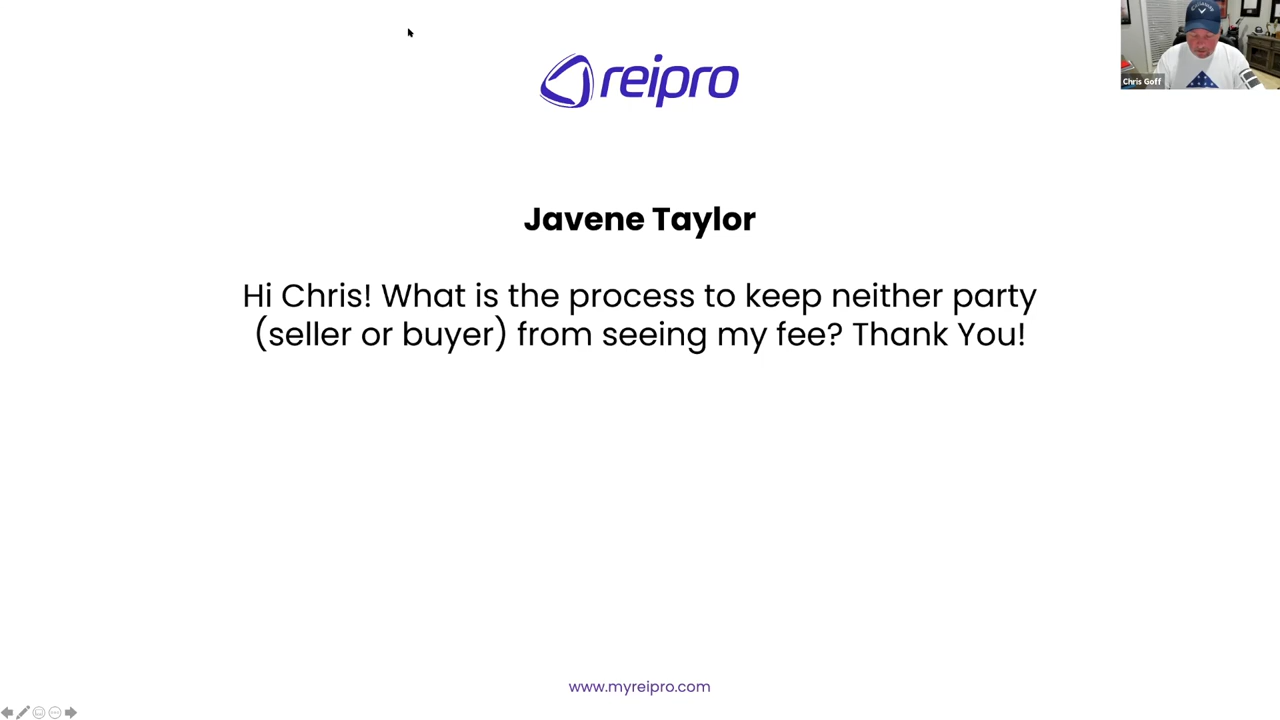 reipro
Chris Goff
Javene Taylor
Hi Chris! What is the process to keep neither party
(seller or buyer) from seeing my fee? Thank You!
www.myreipro.com